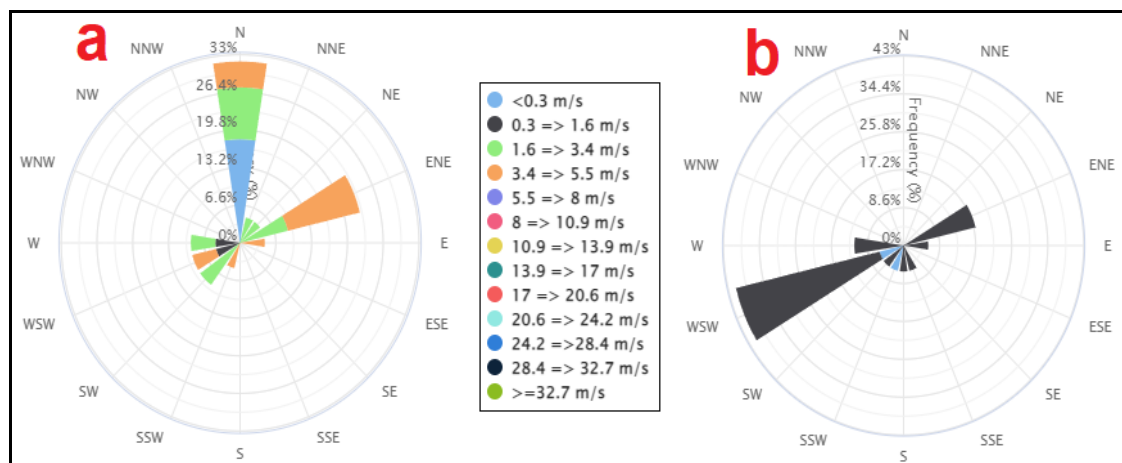 a
N
NNE
NE
ENE
E
ESE
SE
SSE
S
SSW
SW
WSW
W
WNW
NW
NNW
33%
26.4%
19.8%
13.2%
6.6%
0%
(%)
<0.3 m/s
0.3 => 1.6 m/s
1.6 => 3.4 m/s
3.4 => 5.5 m/s
5.5 => 8 m/s
8 => 10.9 m/s
10.9 => 13.9 m/s
13.9 => 17 m/s
17 => 20.6 m/s
20.6 => 24.2 m/s
24.2 =>28.4 m/s
28.4 => 32.7 m/s
>=32.7 m/s
b
N
NNE
NE
ENE
E
ESE
SE
SSE
S
SSW
SW
WSW
W
WNW
NW
NNW
43%
34.4%
25.8%
17.2%
8.6%
0%
Frequency (%)